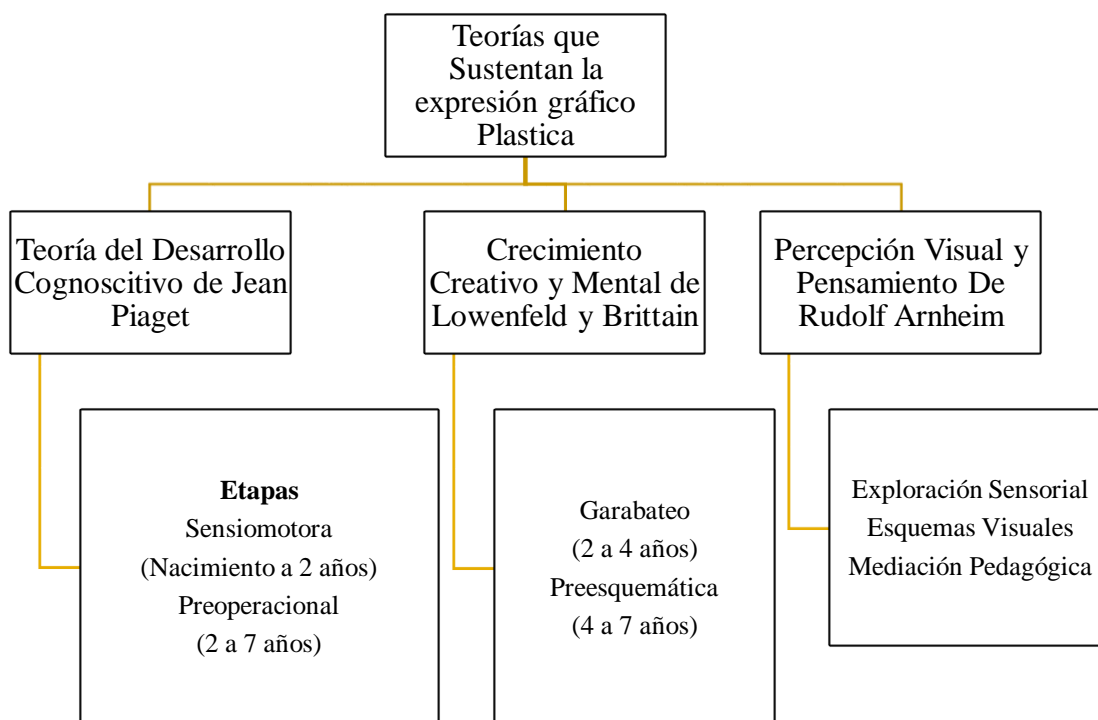 Teorías que
Sustentan la
expresión gráfico
Plastica
Teoría del Desarrollo
Cognoscitivo de Jean
Piaget
Crecimiento
Creativo y Mental de
Lowenfeld y Brittain
Percepción Visual y
Pensamiento De
Rudolf Arnheim
Etapas
Sensiomotora
(Nacimiento a 2 años)
Preoperacional
(2 a 7 años)
Garabateo
(2 a 4 años)
Preesquemática
(4 a 7 años)
Exploración Sensorial
Esquemas Visuales
Mediación Pedagógica